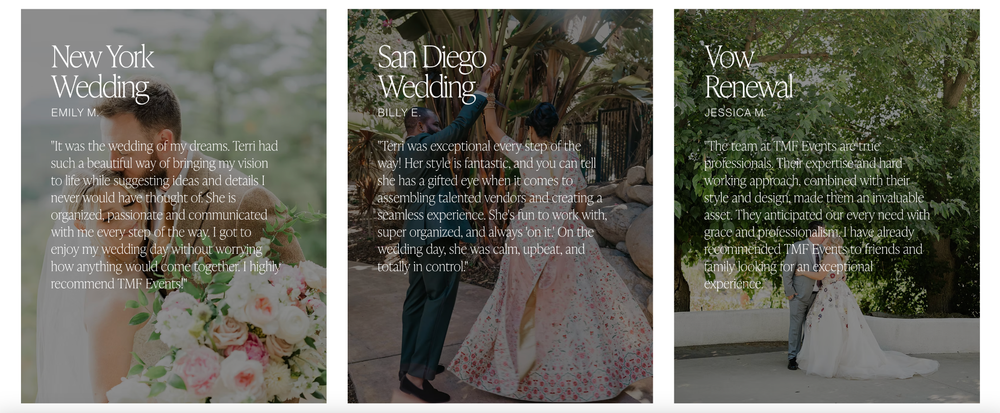 New York
Wedding
EMILY M.
"It was the wedding of my dreams. Terri had
such a beautiful way of bringing my vision
to life while suggesting ideas and details I
never would have thought of. She is
organized, passionate and communicated
with me every step of the way. I got to
enjoy my wedding day without worrying
how anything would come together. I highly
recommend TMF Events!"
San Diego
Wedding
BILLY E.
"Terri was exceptional every step of the
way! Her style is fantastic, and you can tell
she has a gifted eye when it comes to
assembling talented vendors and creating a
seamless experience. She's fun to work with,
super organized, and always 'on it.' On the
wedding day, she was calm, upbeat, and
totally in control."
Vow
Renewal
JESSICA M.
"The team at TMF Events are true
professionals. Their expertise and hard-
working approach, combined with their
style and design, made them an invaluable
asset. They anticipated our every need with
grace and professionalism. I have already
recommended TMF Events to friends and
family looking for an exceptional
experience."